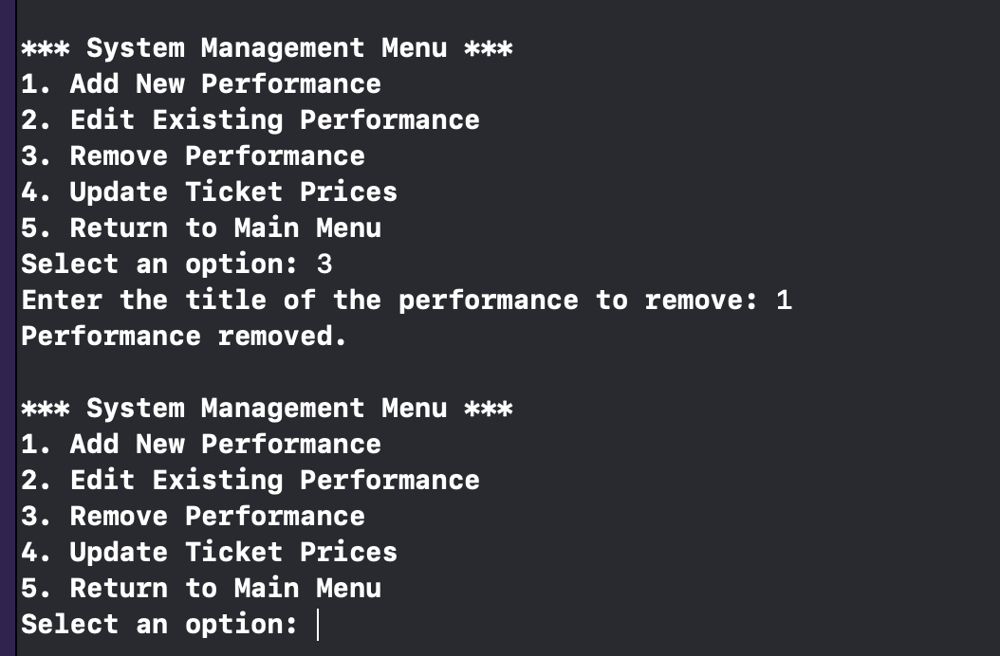 *** System Management Menu ***
1. Add New Performance
2. Edit Existing Performance
3. Remove Performance
4. Update Ticket Prices
5. Return to Main Menu
Select an option: 3
Enter the title of the performance to remove: 1
Performance removed.

*** System Management Menu ***
1. Add New Performance
2. Edit Existing Performance
3. Remove Performance
4. Update Ticket Prices
5. Return to Main Menu
Select an option: